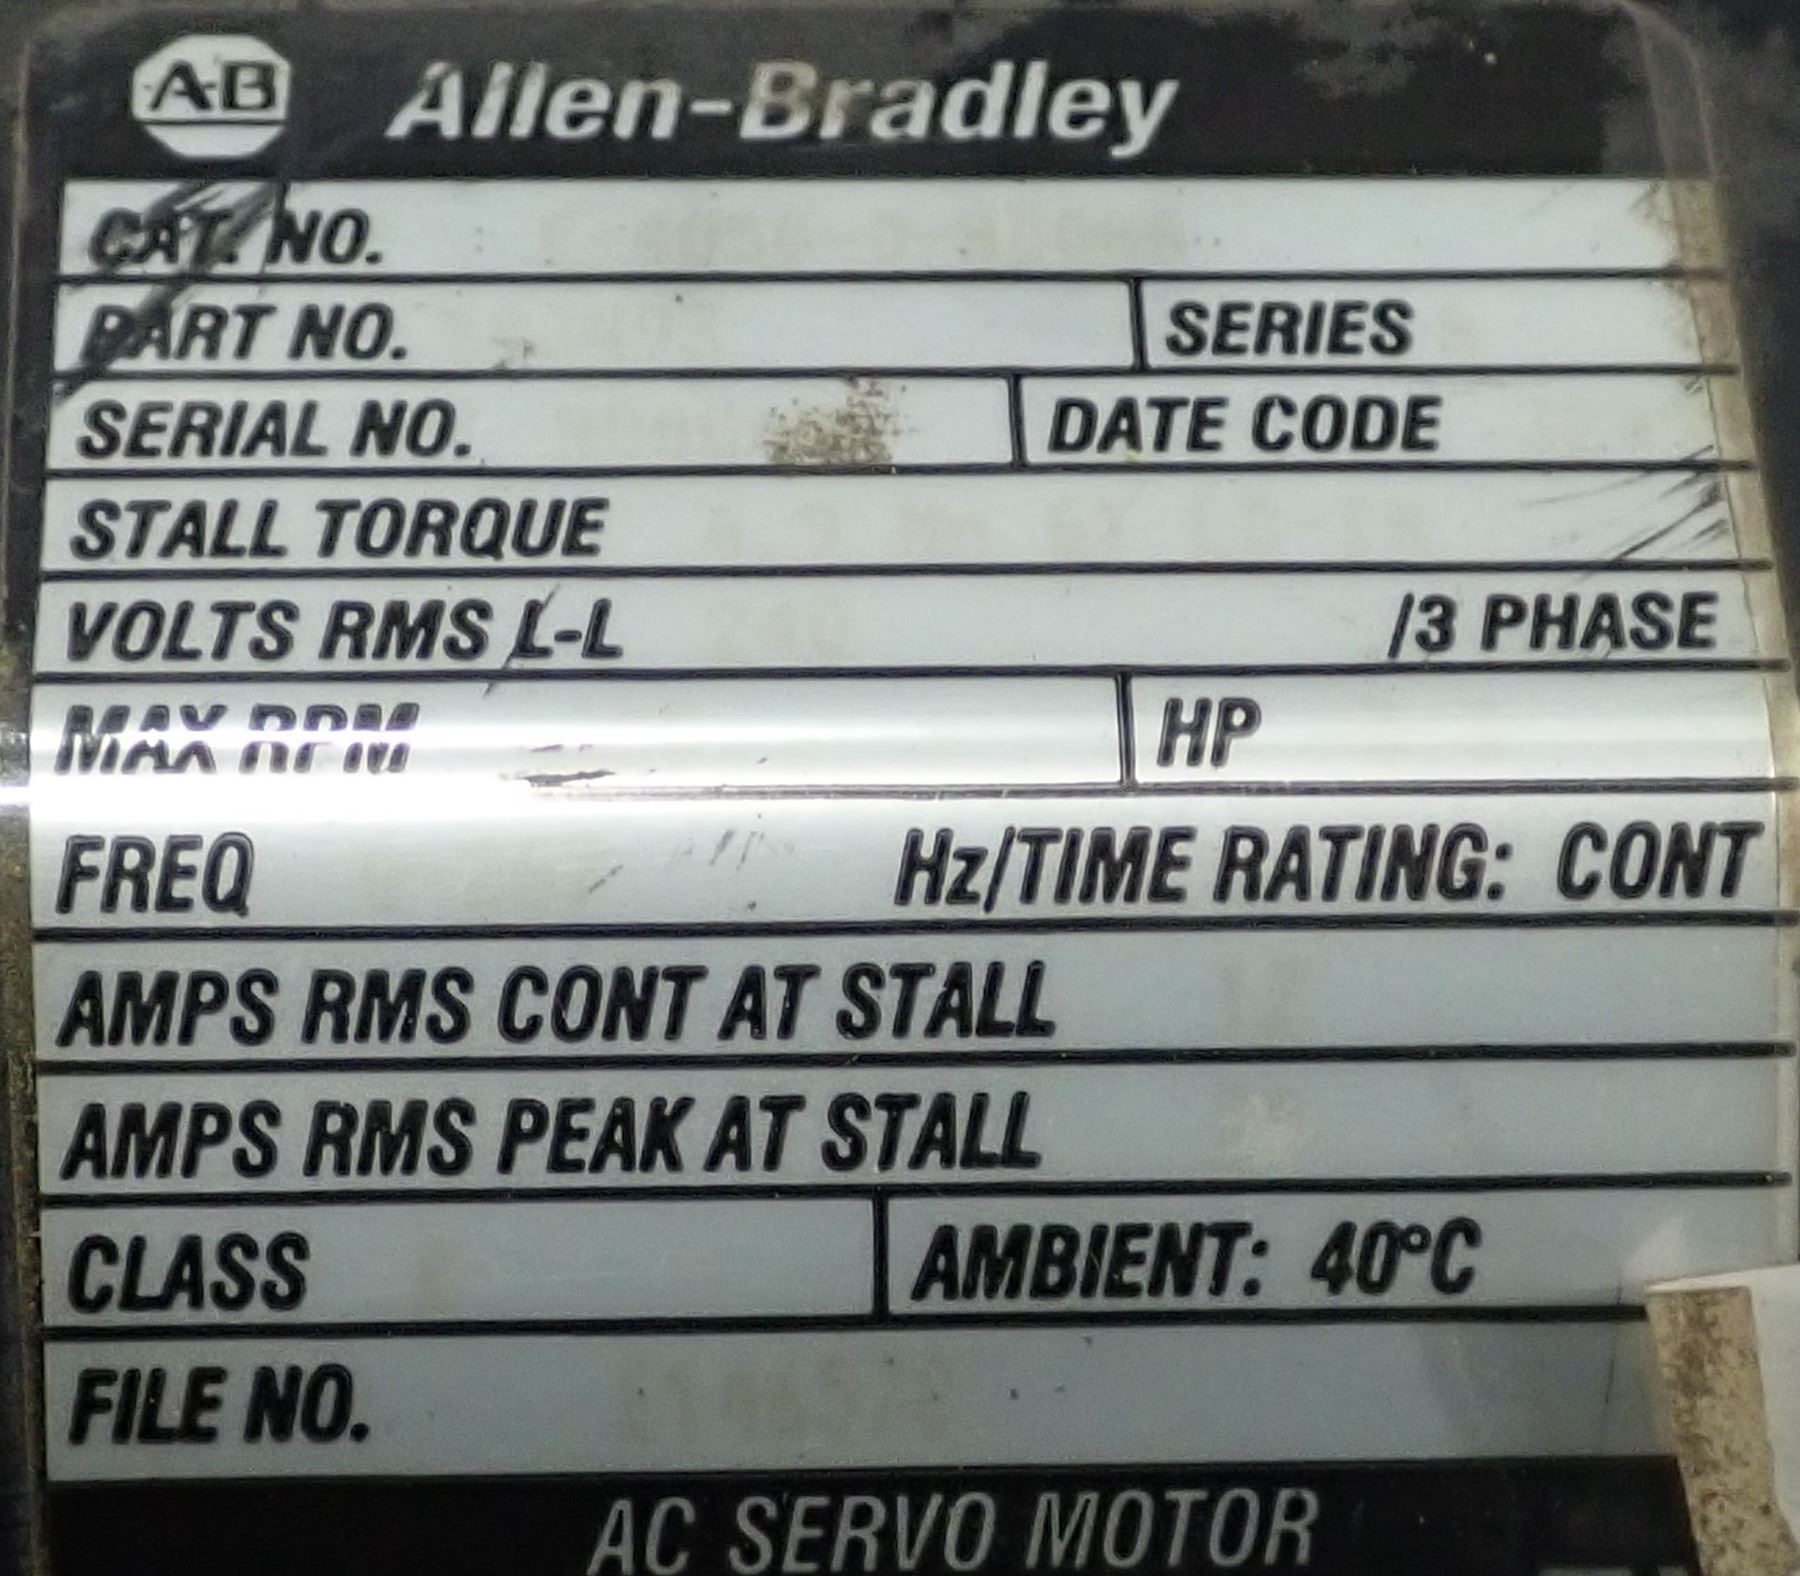 A-B Allen-Bradley
CAT. NO.
PART NO. SERIES
SERIAL NO. DATE CODE
STALL TORQUE
VOLTS RMS L-L /3 PHASE
MAX RPM HP
FREQ Hz/TIME RATING: CONT
AMPS RMS CONT AT STALL
AMPS RMS PEAK AT STALL
CLASS AMBIENT: 40°C
FILE NO.
AC SERVO MOTOR